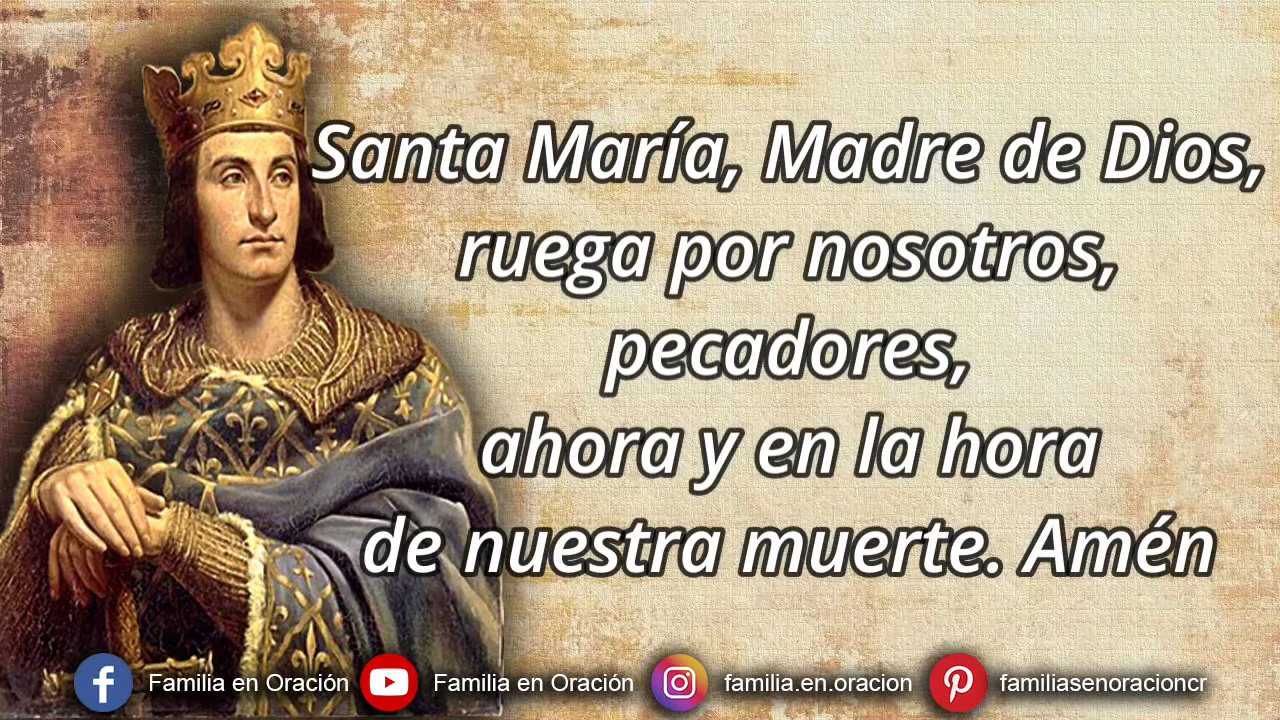 Santa María, Madre de Dios,
ruega por nosotros,
pecadores,
ahora y en la hora
de nuestra muerte. Amén
Familia en Oración Familia en Oración familia.en.oracion familiasenoracioncr